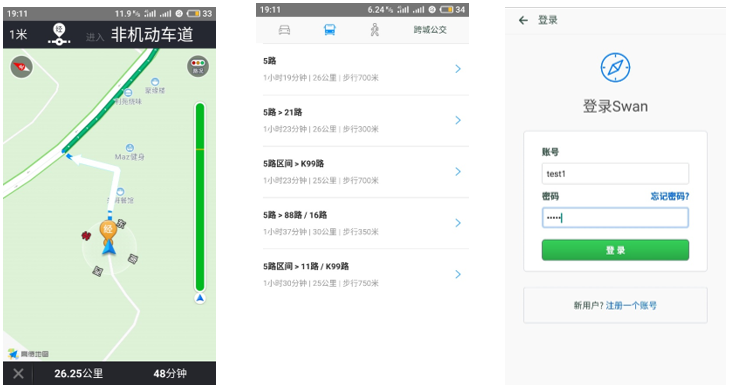 19:11
11.9%
33
1米
进入 非机动车道
经
Maz健身
经
东
南
高德地图
26.25公里
48分钟
19:11
6.24%
34
跨城公交
5路
1小时19分钟 | 26公里 | 步行700米
5路 > 21路
1小时23分钟 | 26公里 | 步行300米
5路区间 > K99路
1小时23分钟 | 25公里 | 步行700米
5路 > 88路 / 16路
1小时37分钟 | 30公里 | 步行350米
5路区间 > 11路 / K99路
1小时30分钟 | 25公里 | 步行750米
登录
登录Swan
账号
test1
密码 忘记密码?
•••••
登录
新用户? 注册一个账号